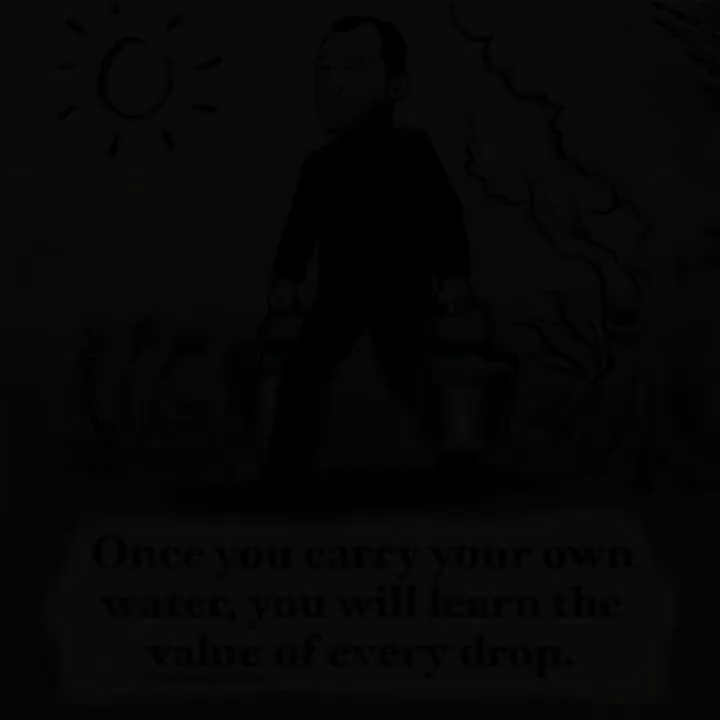 Once you carry your own
water, you will learn the
value of every drop.